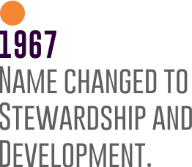 1967
Name changed to
Stewardship and
Development.